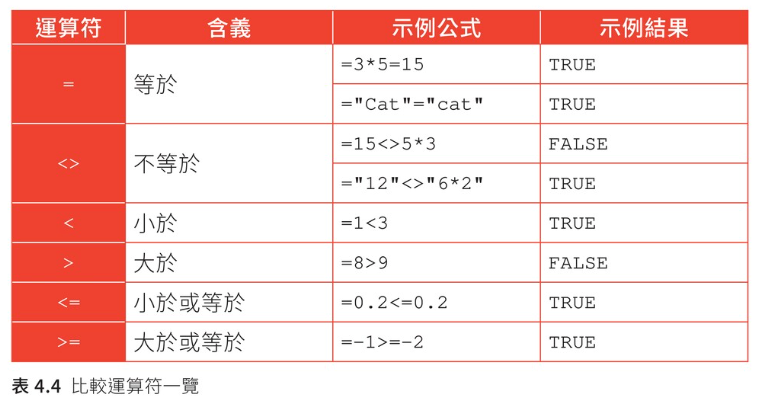 運算符 含義 示例公式 示例結果
= 等於 =3*5=15 TRUE
="Cat"="cat" TRUE
<> 不等於 =15<>5*3 FALSE
="12"<>"6*2" TRUE
< 小於 =1<3 TRUE
> 大於 =8>9 FALSE
<= 小於或等於 =0.2<=0.2 TRUE
>= 大於或等於 =-1>=-2 TRUE
表 4.4 比較運算符一覽